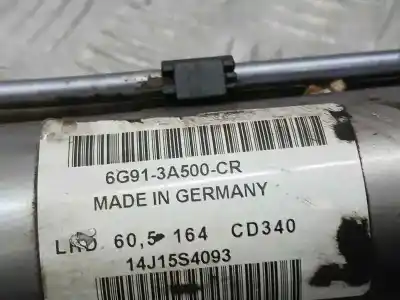 6G91-3A500-CR
MADE IN GERMANY
LHD 60,5 164 CD340
14J15S4093